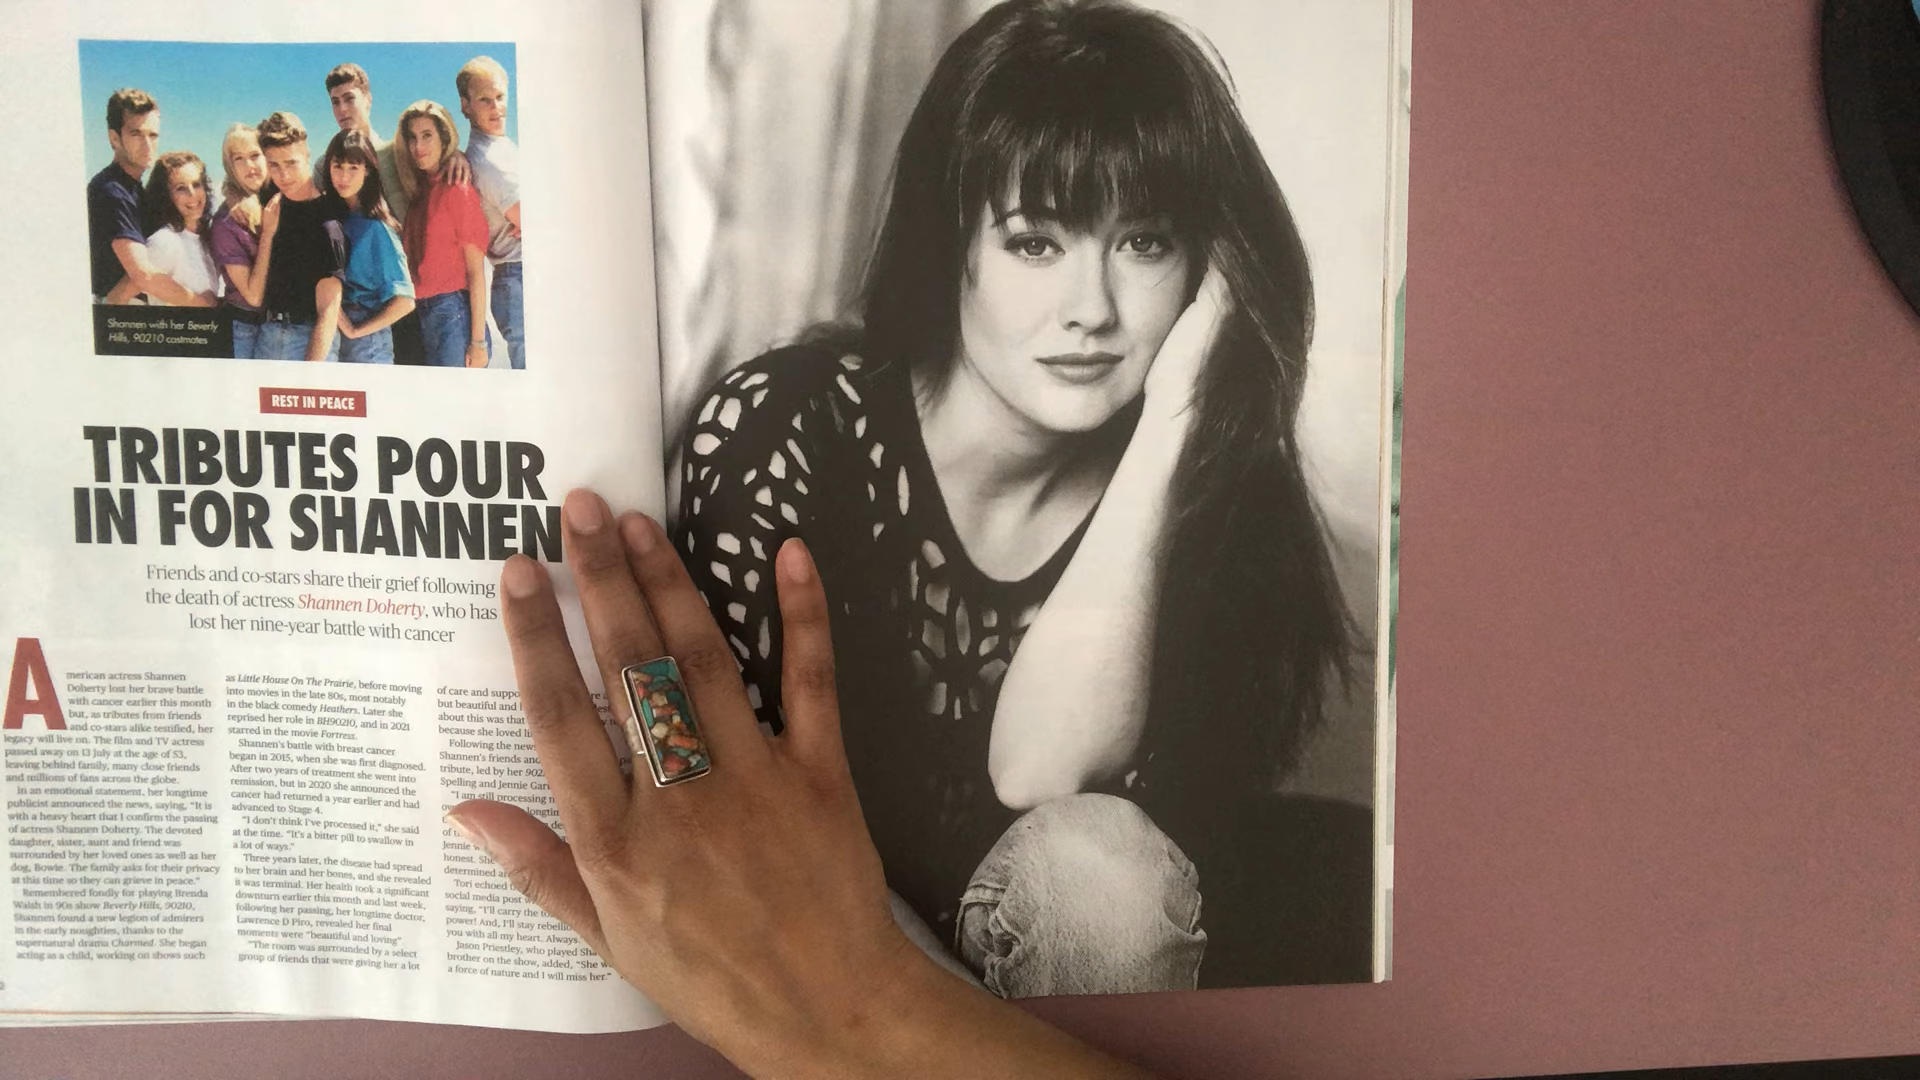 Shannen with her Beverly
Hills, 90210 castmates
REST IN PEACE
TRIBUTES POUR
IN FOR SHANNEN
Friends and co-stars share their grief following
the death of actress Shannen Doherty, who has
lost her nine-year battle with cancer
American actress Shannen
Doherty lost her brave battle
with cancer earlier this month
but, as tributes from friends
and co-stars alike testified, her
legacy will live on. The film and TV actress
passed away on 13 July at the age of 53,
leaving behind family, many close friends
and millions of fans across the globe.
In an emotional statement, her longtime
publicist announced the news, saying, "It is
with a heavy heart that I confirm the passing
of actress Shannen Doherty. The devoted
daughter, sister, aunt and friend was
surrounded by her loved ones as well as her
dog, Bowie. The family asks for their privacy
at this time so they can grieve in peace."
Remembered fondly for playing Brenda
Walsh in 90s show Beverly Hills, 90210,
Shannen found a new legion of admirers
in the early noughties, thanks to the
supernatural drama Charmed. She began
acting as a child, working on shows such
as Little House On The Prairie, before moving
into movies in the late 80s, most notably
in the black comedy Heathers. Later she
reprised her role in BH90210, and in 2021
starred in the movie Fortress.
Shannen's battle with breast cancer
began in 2015, when she was first diagnosed.
After two years of treatment she went into
remission, but in 2020 she announced the
cancer had returned a year earlier and had
advanced to Stage 4.
"I don't think I've processed it," she said
at the time. "It's a bitter pill to swallow in
a lot of ways."
Three years later, the disease had spread
to her brain and her bones, and she revealed
it was terminal. Her health took a significant
downturn earlier this month and last week,
following her passing, her longtime doctor,
Lawrence D Piro, revealed her final
moments were "beautiful and loving"
"The room was surrounded by a select
group of friends that were giving her a lot
of care and
but beautiful and
about this was that
because she loved
Following the news
Shannen's friends and
tribute, led by her
Spelling and Jennie
"I am still processing
of
Jennie
honest. She
determined
Tori echoed
social media post
saying, "I'll carry the
power! And, I'll stay
you with all my heart. Always.
Jason Priestley, who played
brother on the show, added, "She
a force of nature and I will miss her."